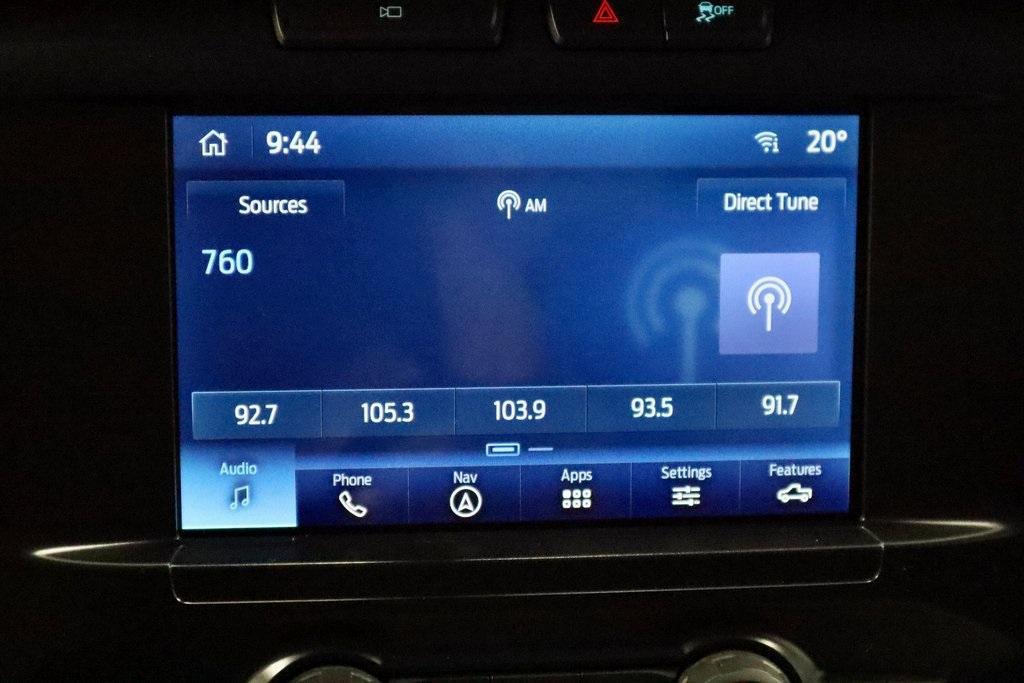 OFF
9:44 20°
Sources AM Direct Tune
760
92.7 105.3 103.9 93.5 91.7
Audio Phone Nav Apps Settings Features